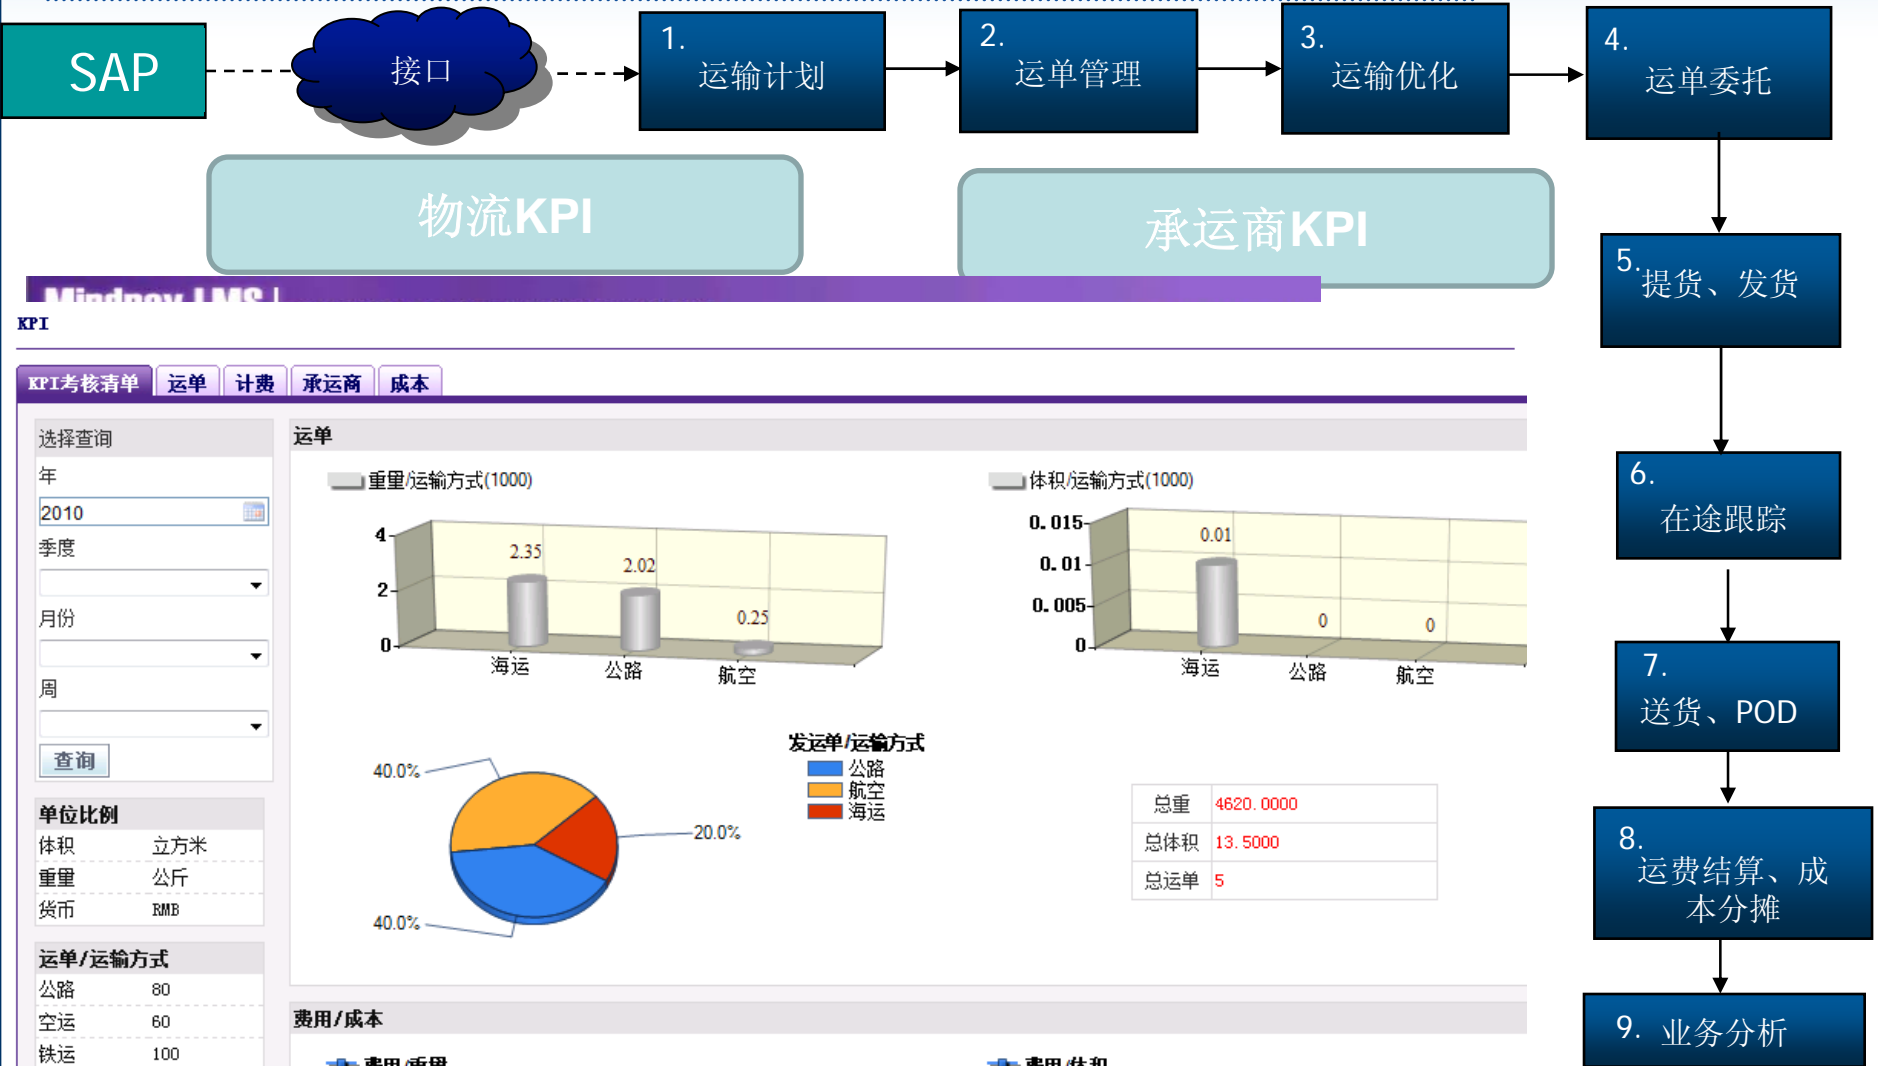 SAP
接口
1.
运输计划
2.
运单管理
3.
运输优化
4.
运单委托
物流KPI
承运商KPI
5.
提货、发货
6.
在途跟踪
7.
送货、POD
8.
运费结算、成
本分摊
9. 业务分析
KPI
KPI考核清单 运单 计费 承运商 成本
选择查询
年
2010
季度
月份
周
查询
单位比例
体积 立方米
重量 公斤
货币 RMB
运单/运输方式
公路 80
空运 60
铁运 100
运单
重量/运输方式(1000)
4
2
0
2.35
2.02
0.25
海运
公路
航空
体积/运输方式(1000)
0.015
0.01
0.005
0
0.01
0
0
海运
公路
航空
发运单/运输方式
公路
航空
海运
40.0%
20.0%
40.0%
总重 4620.0000
总体积 13.5000
总运单 5
费用/成本
费用/重量
费用/体积